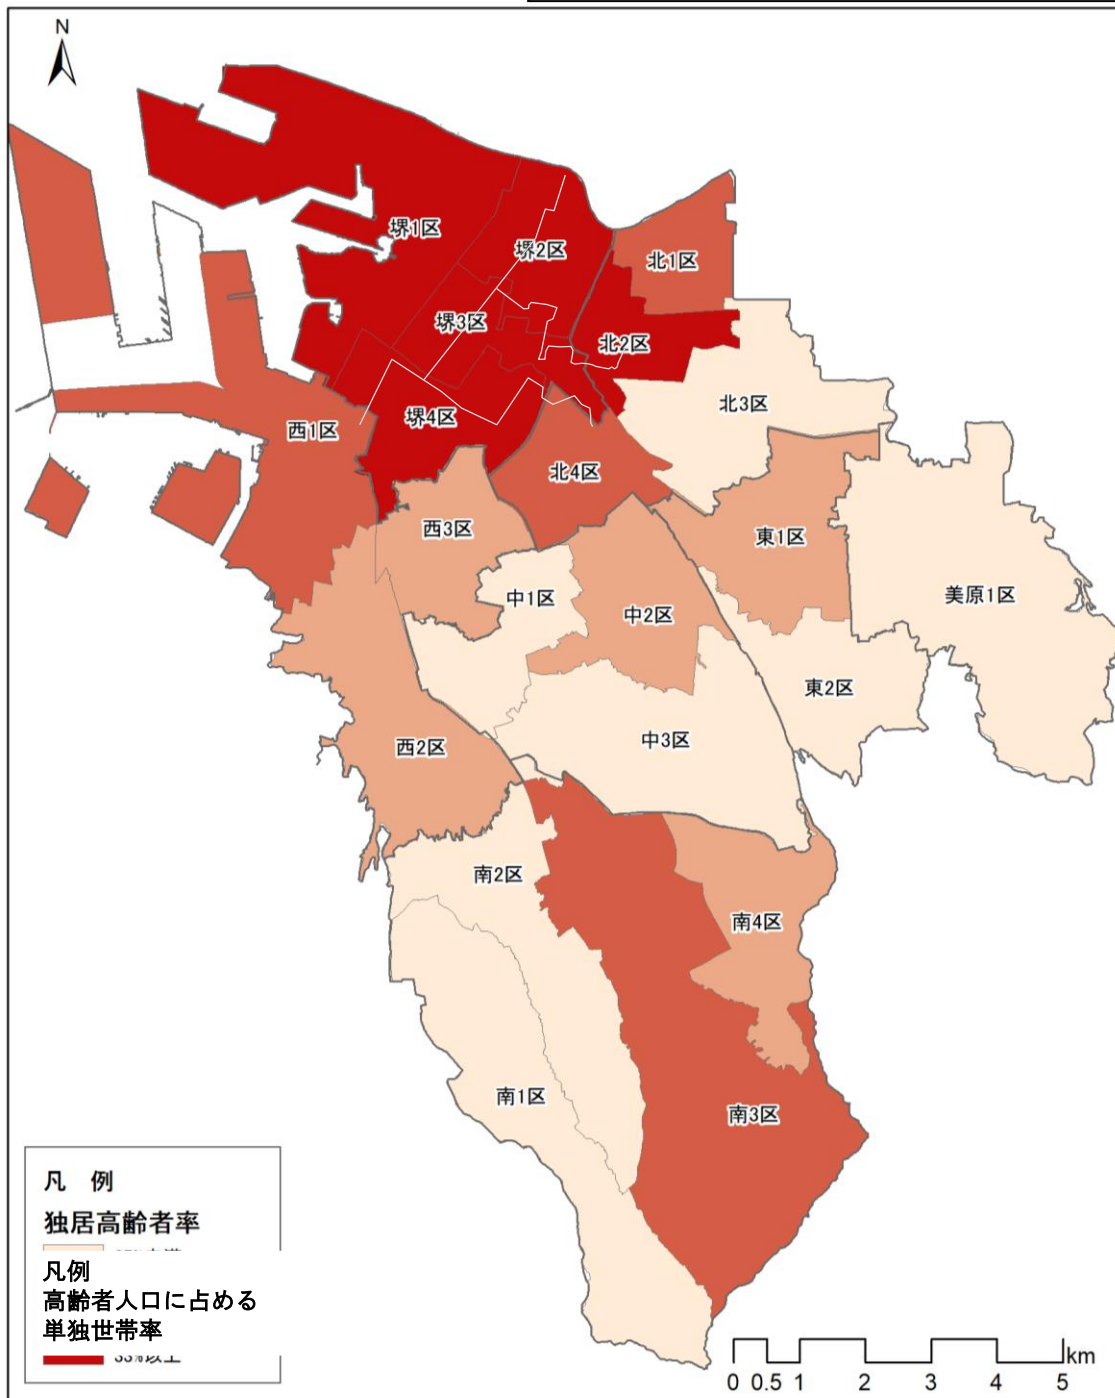 N
堺1区
堺2区
北1区
堺3区
北2区
北3区
堺4区
西1区
北4区
西3区
東1区
中1区
中2区
美原1区
東2区
中3区
西2区
南2区
南4区
南1区
南3区
凡 例
独居高齢者率
凡例
高齢者人口に占める
単独世帯率
km
0 0.5 1 2 3 4 5